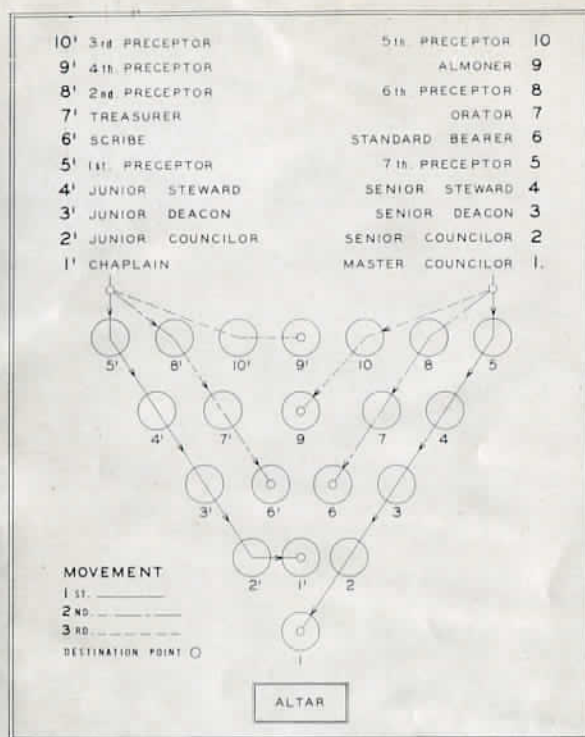 10' 3rd. PRECEPTOR 5th. PRECEPTOR 10
9' 4th. PRECEPTOR ALMONER 9
8' 2nd. PRECEPTOR 6th PRECEPTOR 8
7' TREASURER ORATOR 7
6' SCRIBE STANDARD BEARER 6
5' 1st. PRECEPTOR 7th. PRECEPTOR 5
4' JUNIOR STEWARD SENIOR STEWARD 4
3' JUNIOR DEACON SENIOR DEACON 3
2' JUNIOR COUNCILOR SENIOR COUNCILOR 2
1' CHAPLAIN MASTER COUNCILOR 1.
5' 8' 10' 9' 10 8 5
4' 7' 9 7 4
3' 6' 6 3
2' 1' 2
MOVEMENT
1 ST.
2 ND.
3 RD.
DESTINATION POINT
1
ALTAR